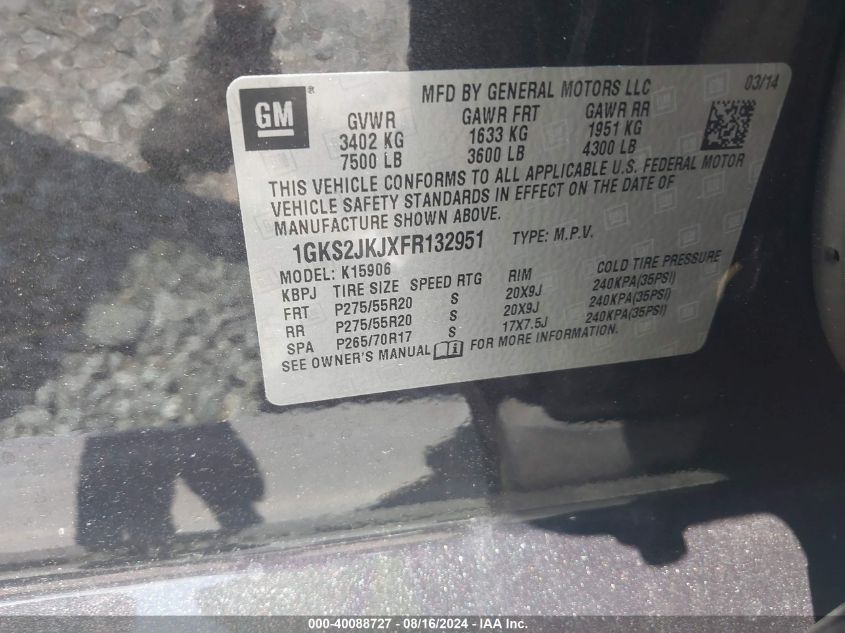 GM®
MFD BY GENERAL MOTORS LLC 03/14
GVWR GAWR FRT GAWR RR
3402 KG 1633 KG 1951 KG
7500 LB 3600 LB 4300 LB
THIS VEHICLE CONFORMS TO ALL APPLICABLE U.S. FEDERAL MOTOR
VEHICLE SAFETY STANDARDS IN EFFECT ON THE DATE OF
MANUFACTURE SHOWN ABOVE.
1GKS2JKJXFR132951 TYPE: M.P.V.
MODEL: K15906
KBPJ TIRE SIZE SPEED RTG RIM COLD TIRE PRESSURE
FRT P275/55R20 S 20X9J 240KPA(35PSI)
RR P275/55R20 S 20X9J 240KPA(35PSI)
SPA P265/70R17 S 17X7.5J 240KPA(35PSI)
SEE OWNER'S MANUAL FOR MORE INFORMATION.
000-40088727 - 08/16/2024 - IAA Inc.